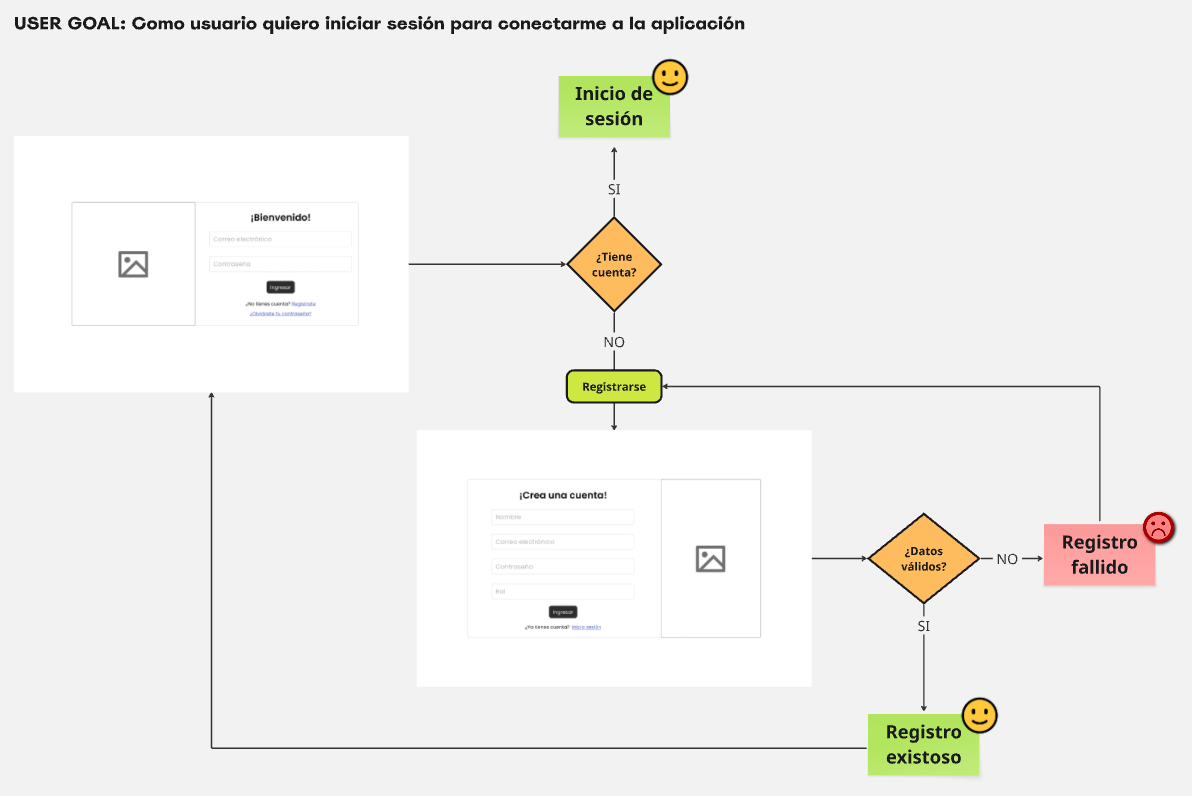 USER GOAL: Como usuario quiero iniciar sesión para conectarme a la aplicación
Inicio de
sesión
SI
¡Bienvenido!
Correo electrónico
Contraseña
Ingresar
¿No tienes cuenta? Regístrate
¿Olvidaste tu contraseña?
¿Tiene
cuenta?
NO
Registrarse
¡Crea una cuenta!
Nombre
Correo electrónico
Contraseña
Rol
Ingresar
¿Ya tienes cuenta? Inicia sesión
¿Datos
válidos?
NO
Registro
fallido
SI
Registro
existoso